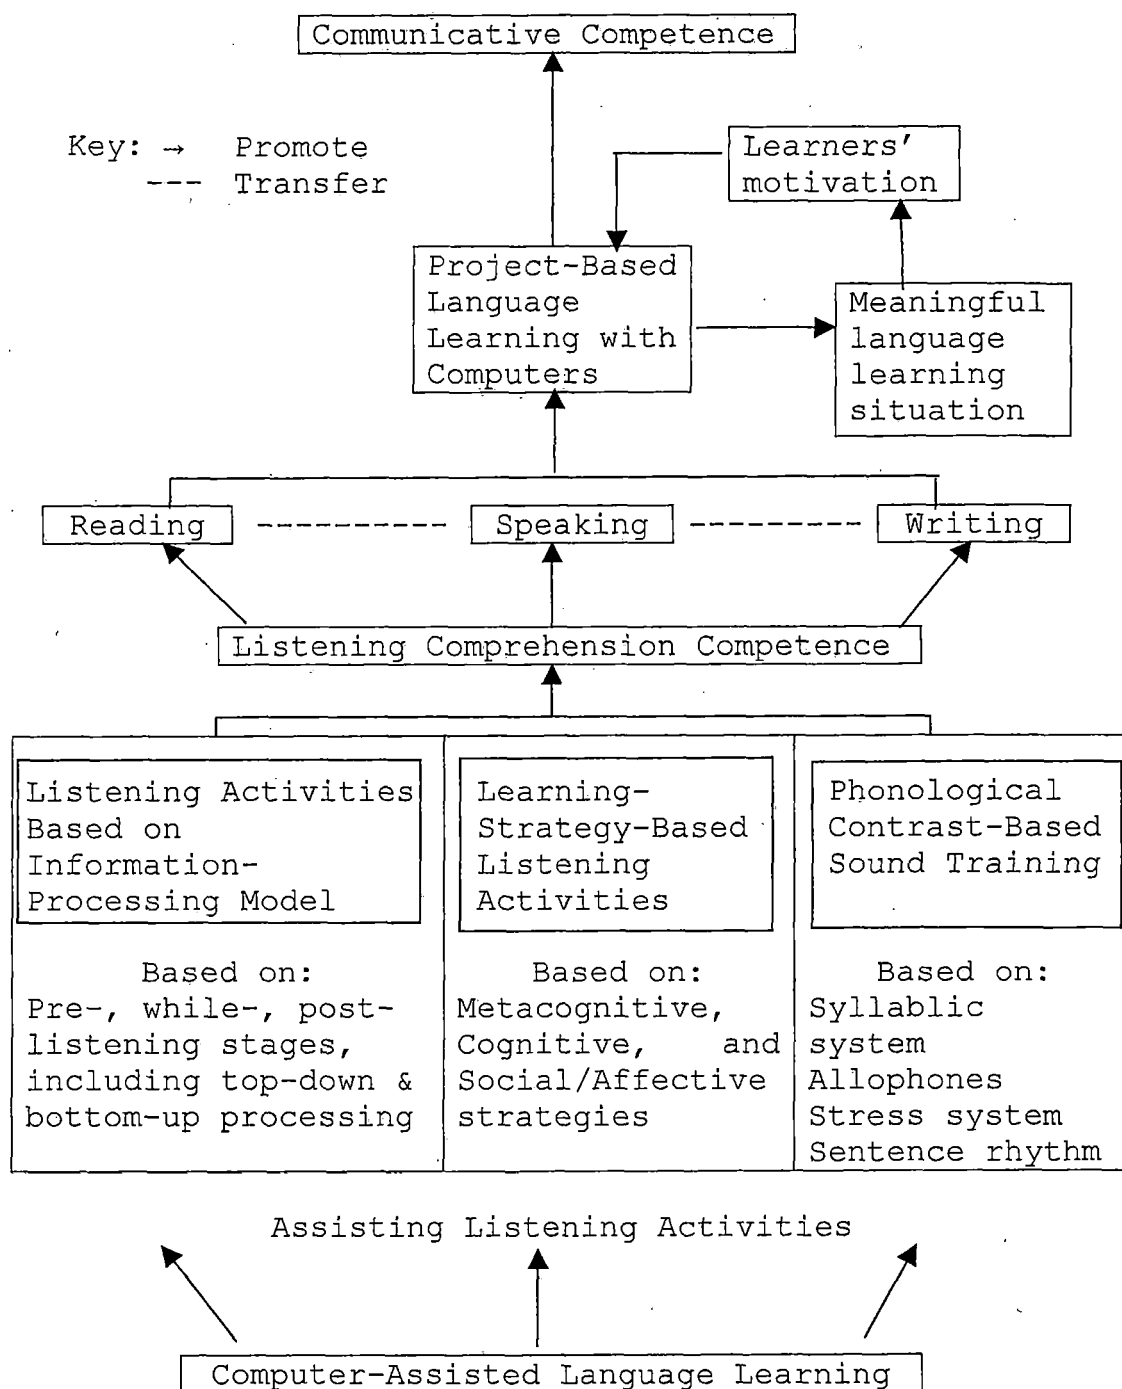 Communicative Competence
Key: → Promote
--- Transfer
Learners'
motivation
Project-Based
Language
Learning with
Computers
Meaningful
language
learning
situation
Reading ---------- Speaking --------- Writing
Listening Comprehension Competence
Listening Activities
Based on
Information-
Processing Model
Based on:
Pre-, while-, post-
listening stages,
including top-down &
bottom-up processing
Learning-
Strategy-Based
Listening
Activities
Based on:
Metacognitive,
Cognitive, and
Social/Affective
strategies
Phonological
Contrast-Based
Sound Training
Based on:
Syllablic
system
Allophones
Stress system
Sentence rhythm
Assisting Listening Activities
Computer-Assisted Language Learning